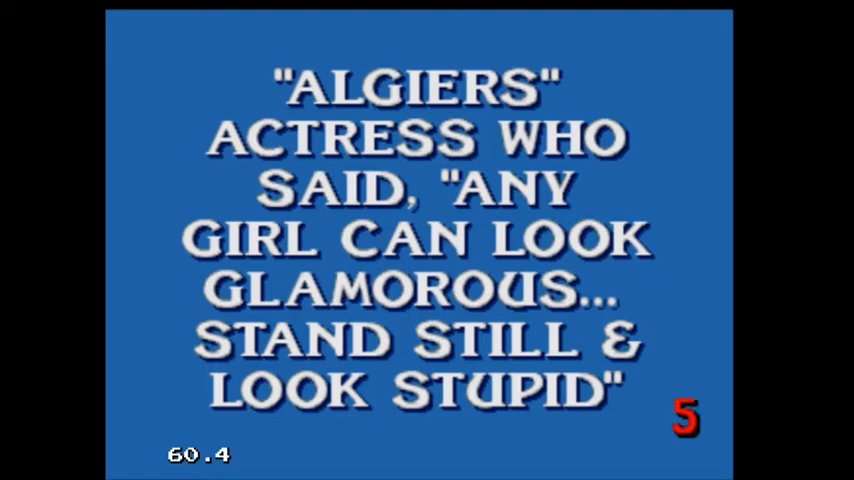 "ALGIERS"
ACTRESS WHO
SAID, "ANY
GIRL CAN LOOK
GLAMOROUS...
STAND STILL &
LOOK STUPID"
5
60.4